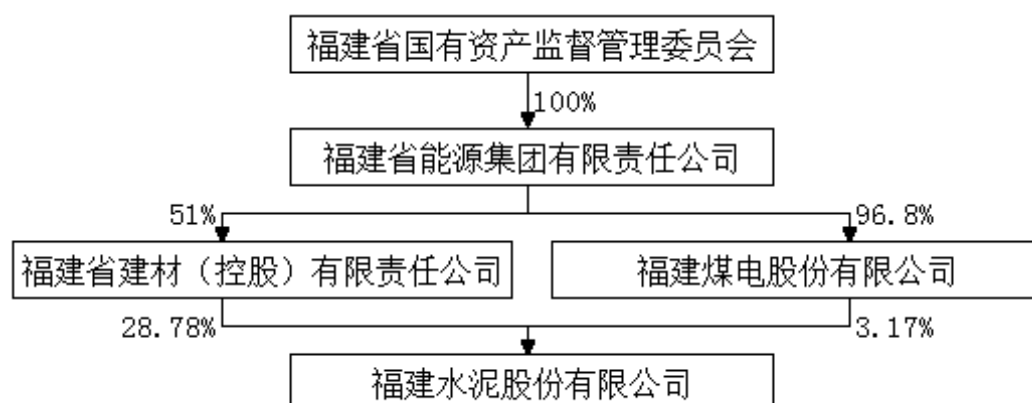 福建省国有资产监督管理委员会
100%
福建省能源集团有限责任公司
51%
96.8%
福建省建材（控股）有限责任公司
福建煤电股份有限公司
28.78%
3.17%
福建水泥股份有限公司